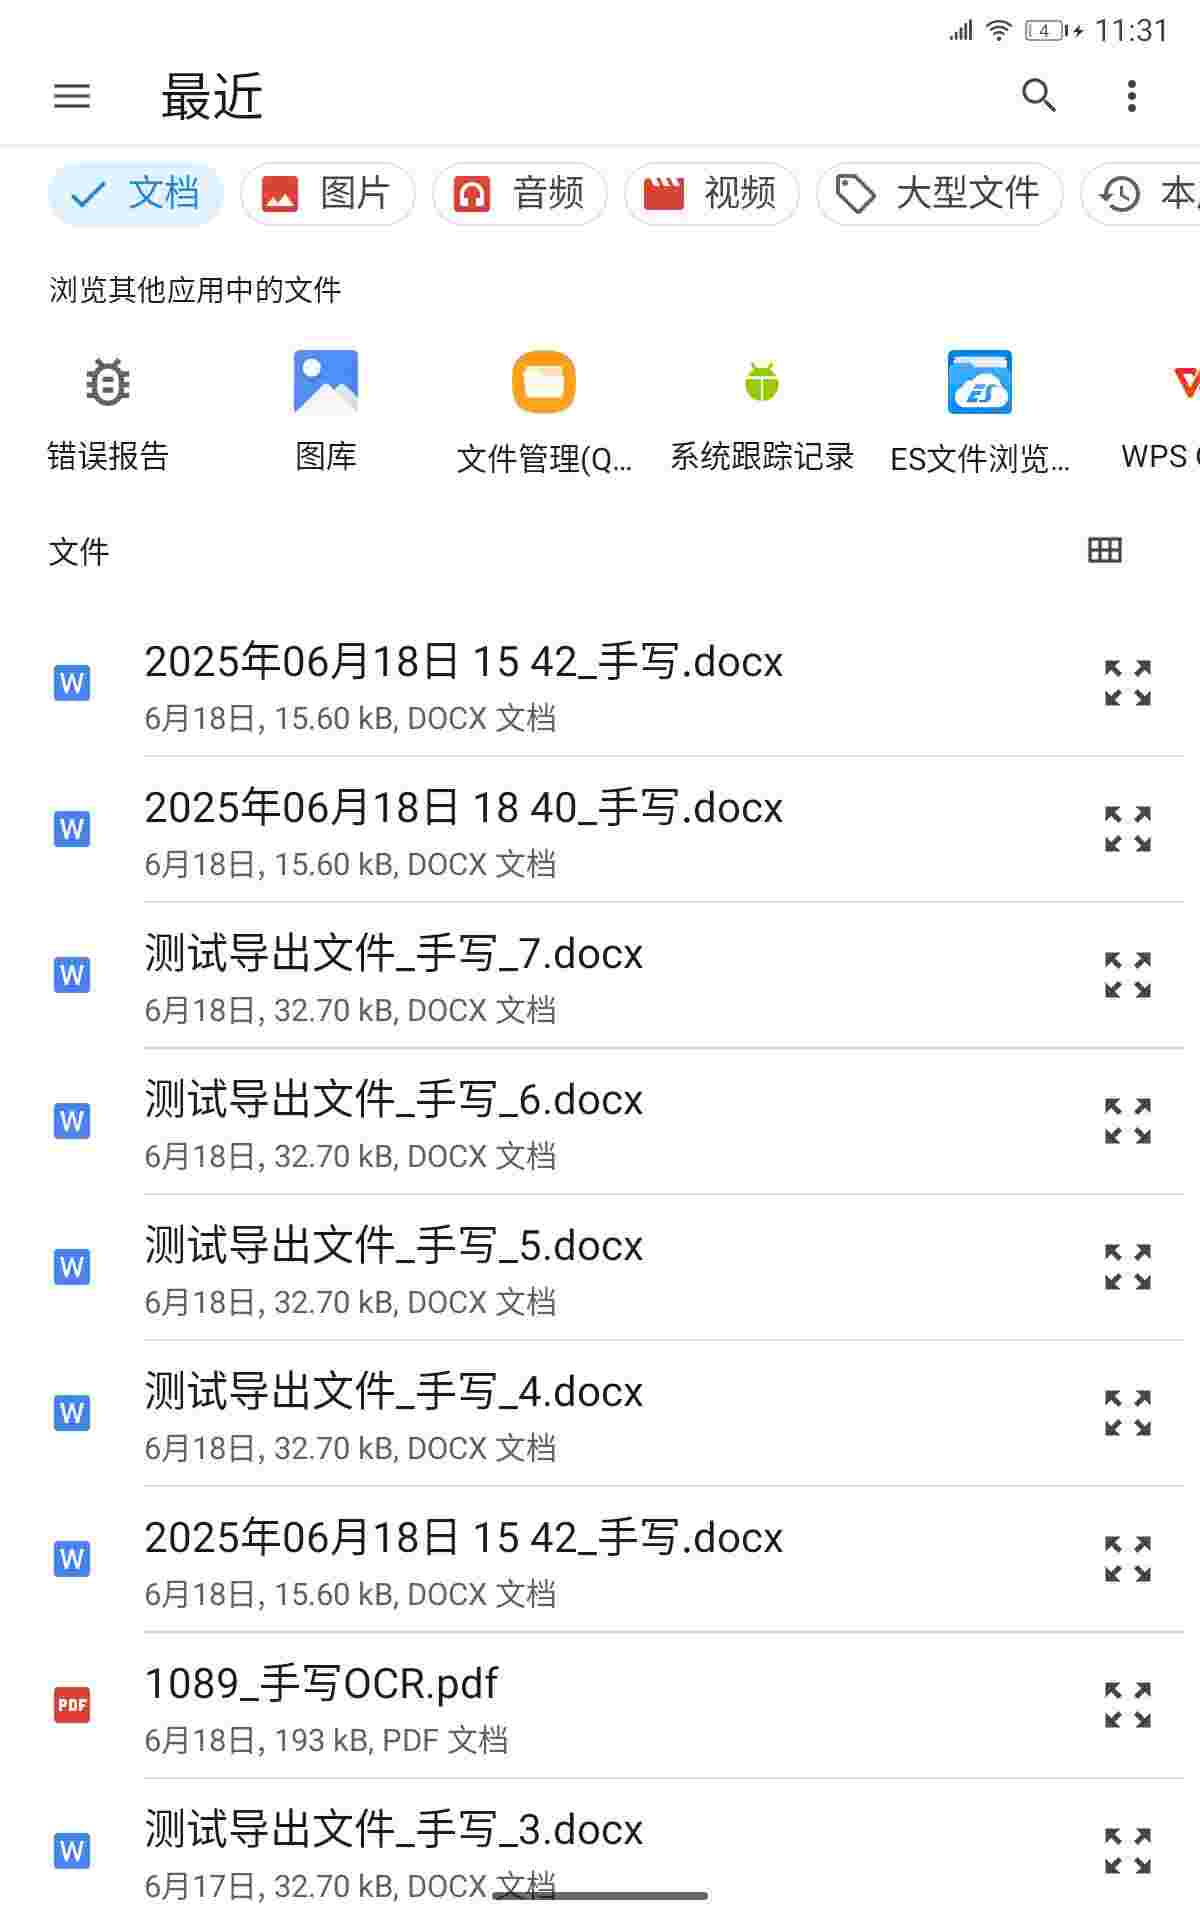 4 11:31
最近
文档 图片 音频 视频 大型文件 本
浏览其他应用中的文件
错误报告 图库 文件管理(Q... 系统跟踪记录 ES文件浏览... WPS
文件
W 2025年06月18日 15 42_手写.docx
6月18日, 15.60 kB, DOCX 文档
W 2025年06月18日 18 40_手写.docx
6月18日, 15.60 kB, DOCX 文档
W 测试导出文件_手写_7.docx
6月18日, 32.70 kB, DOCX 文档
W 测试导出文件_手写_6.docx
6月18日, 32.70 kB, DOCX 文档
W 测试导出文件_手写_5.docx
6月18日, 32.70 kB, DOCX 文档
W 测试导出文件_手写_4.docx
6月18日, 32.70 kB, DOCX 文档
W 2025年06月18日 15 42_手写.docx
6月18日, 15.60 kB, DOCX 文档
PDF 1089_手写OCR.pdf
6月18日, 193 kB, PDF 文档
W 测试导出文件_手写_3.docx
6月17日, 32.70 kB, DOCX 文档